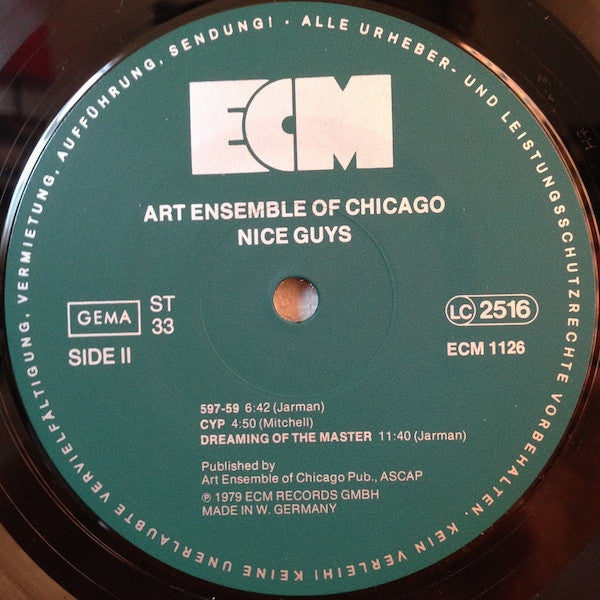 ALLE URHEBER- UND LEISTUNGSSCHUTZRECHTE VORBEHALTEN. KEIN VERLEIH! KEINE UNERLAUBTE VERVIELFÄLTIGUNG, VERMIETUNG, AUFFÜHRUNG, SENDUNG! ·
ECM
ART ENSEMBLE OF CHICAGO
NICE GUYS
GEMA
ST
33
SIDE II
LC 2516
ECM 1126
597-59 6:42 (Jarman)
CYP 4:50 (Mitchell)
DREAMING OF THE MASTER 11:40 (Jarman)
Published by
Art Ensemble of Chicago Pub., ASCAP
℗ 1979 ECM RECORDS GMBH
MADE IN W. GERMANY